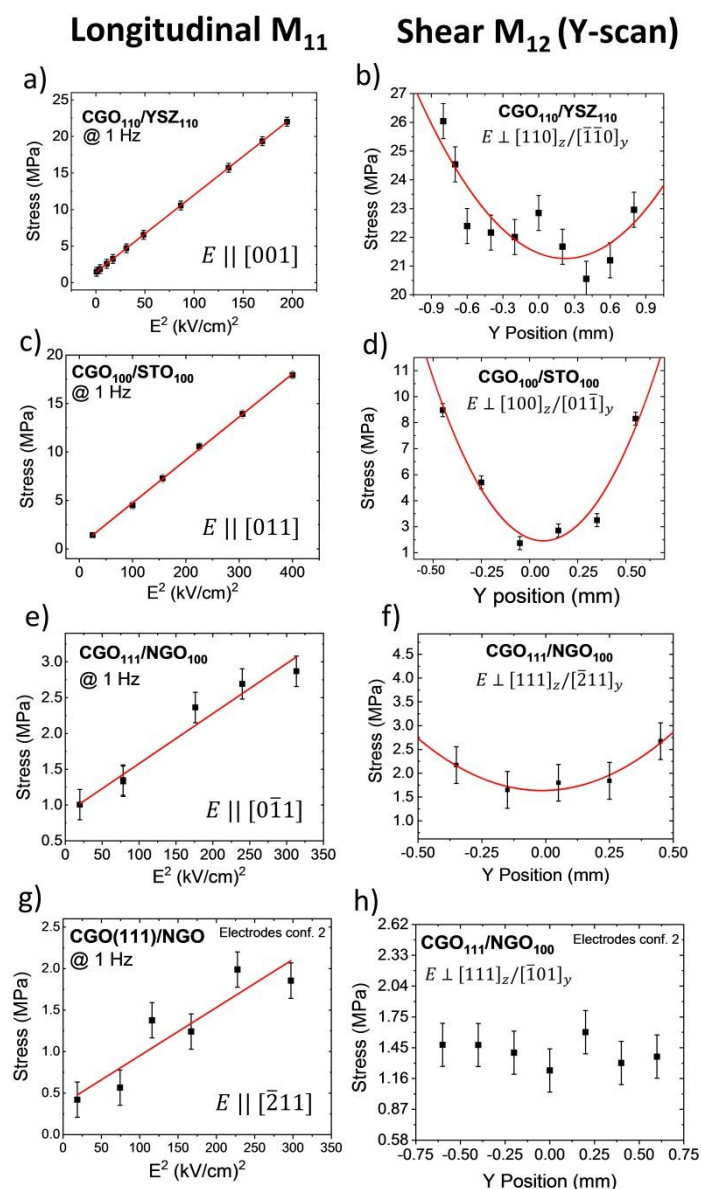 Longitudinal M₁₁
Shear M₁₂ (Y-scan)
a)
CGO₁₁₀/YSZ₁₁₀
@ 1 Hz
E || [001]
Stress (MPa)
25
20
15
10
5
0
0 50 100 150 200
E² (kV/cm)²
b)
CGO₁₁₀/YSZ₁₁₀
E ⊥ [110]z/[1̄1̄0]y
Stress (MPa)
27
26
25
24
23
22
21
20
-0.9 -0.6 -0.3 0.0 0.3 0.6 0.9
Y Position (mm)
c)
CGO₁₀₀/STO₁₀₀
@ 1 Hz
E || [011]
Stress (MPa)
20
15
10
5
0
0 100 200 300 400
E² (kV/cm)²
d)
CGO₁₀₀/STO₁₀₀
E ⊥ [100]z/[011̄]y
Stress (MPa)
11
10
9
8
6
5
4
3
1
-0.50 -0.25 0.00 0.25 0.50
Y position (mm)
e)
CGO₁₁₁/NGO₁₀₀
@ 1 Hz
E || [01̄1]
Stress (MPa)
3.0
2.5
2.0
1.5
1.0
0.5
0 50 100 150 200 250 300 350
E² (kV/cm)²
f)
CGO₁₁₁/NGO₁₀₀
E ⊥ [111]z/[2̄11]y
Stress (MPa)
4.5
4.0
3.5
3.0
2.5
2.0
1.5
1.0
-0.50 -0.25 0.00 0.25 0.50
Y Position (mm)
g)
CGO(111)/NGO
Electrodes conf. 2
@ 1 Hz
E || [2̄11]
Stress (MPa)
2.5
2.0
1.5
1.0
0.5
0.0
0 50 100 150 200 250 300 350
E² (kV/cm)²
h)
CGO₁₁₁/NGO₁₀₀
Electrodes conf. 2
E ⊥ [111]z/[1̄01]y
Stress (MPa)
2.62
2.33
2.04
1.75
1.45
1.16
0.87
0.58
-0.75 -0.50 -0.25 0.00 0.25 0.50 0.75
Y Position (mm)